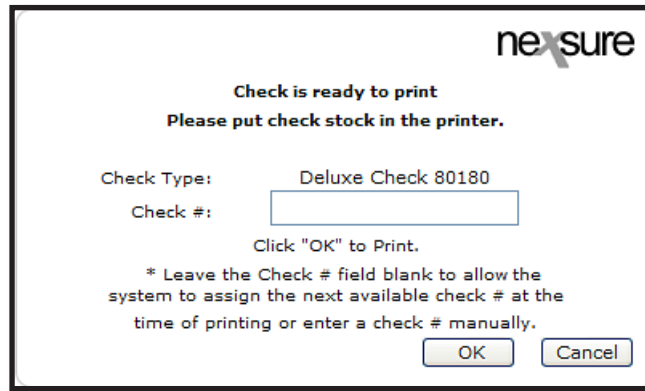 nexsure
Check is ready to print
Please put check stock in the printer.
Check Type: Deluxe Check 80180
Check #:
Click "OK" to Print.
* Leave the Check # field blank to allow the
system to assign the next available check # at the
time of printing or enter a check # manually.
OK Cancel